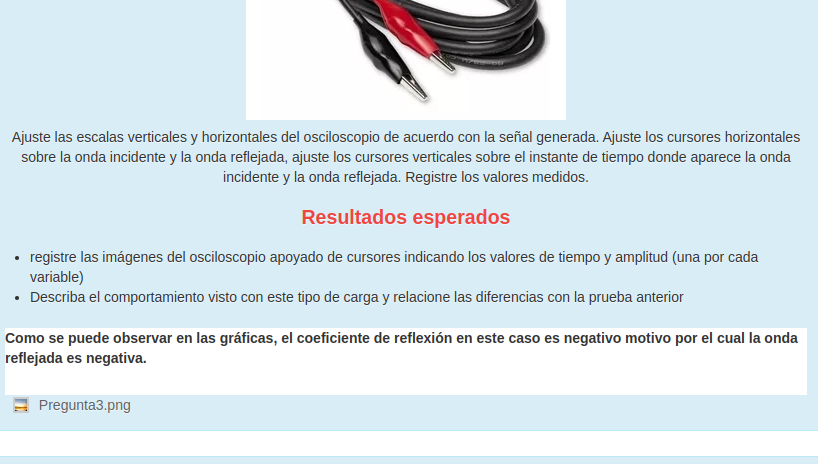 Ajuste las escalas verticales y horizontales del osciloscopio de acuerdo con la señal generada. Ajuste los cursores horizontales
sobre la onda incidente y la onda reflejada, ajuste los cursores verticales sobre el instante de tiempo donde aparece la onda
incidente y la onda reflejada. Registre los valores medidos.
Resultados esperados
• registre las imágenes del osciloscopio apoyado de cursores indicando los valores de tiempo y amplitud (una por cada
variable)
• Describa el comportamiento visto con este tipo de carga y relacione las diferencias con la prueba anterior
Como se puede observar en las gráficas, el coeficiente de reflexión en este caso es negativo motivo por el cual la onda
reflejada es negativa.
Pregunta3.png